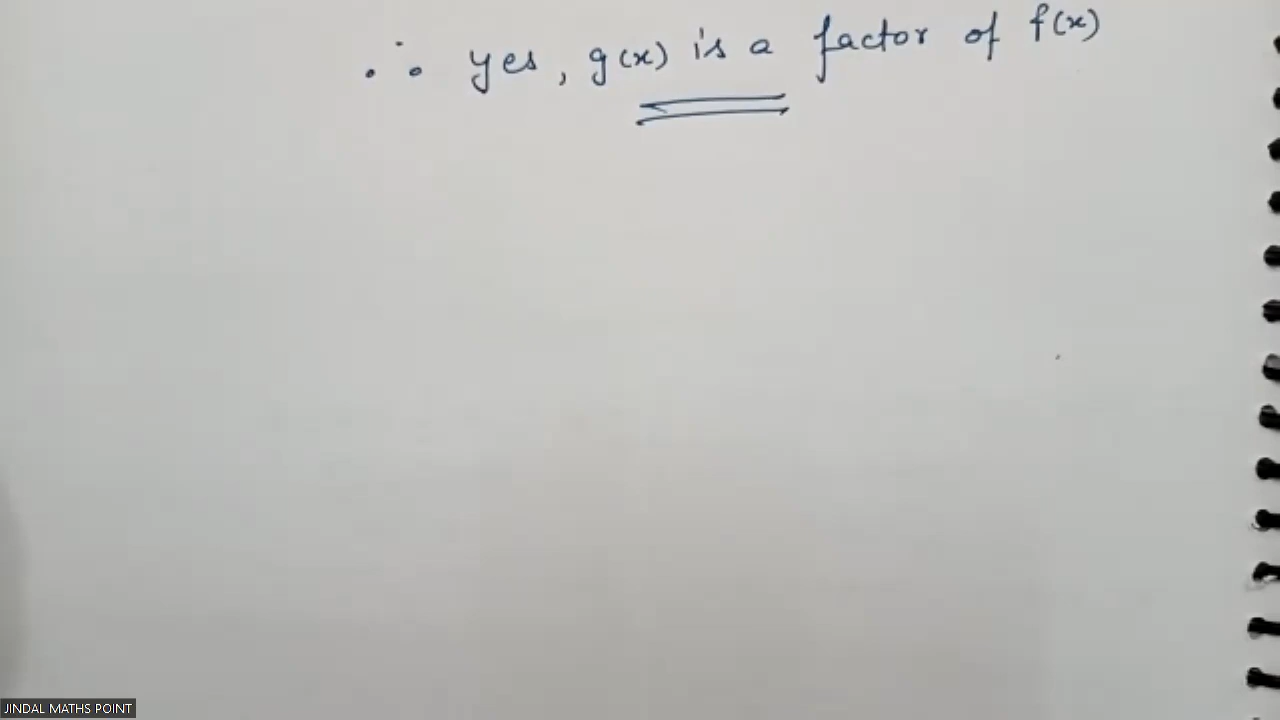 ∴ yes, g(x) is a factor of f(x)
JINDAL MATHS POINT